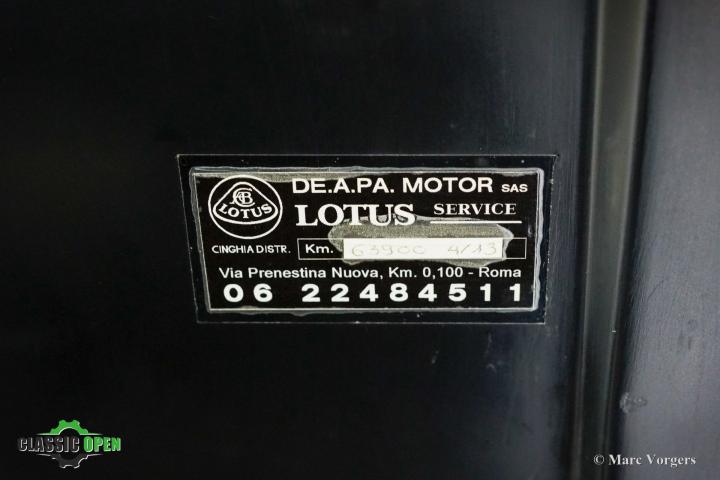 DE.A.PA. MOTOR SAS
LOTUS
LOTUS SERVICE
CINGHIA DISTR. Km. 63900 4/13
Via Prenestina Nuova, Km. 0,100 - Roma
06 22484511
CLASSIC OPEN
© Marc Vorgers